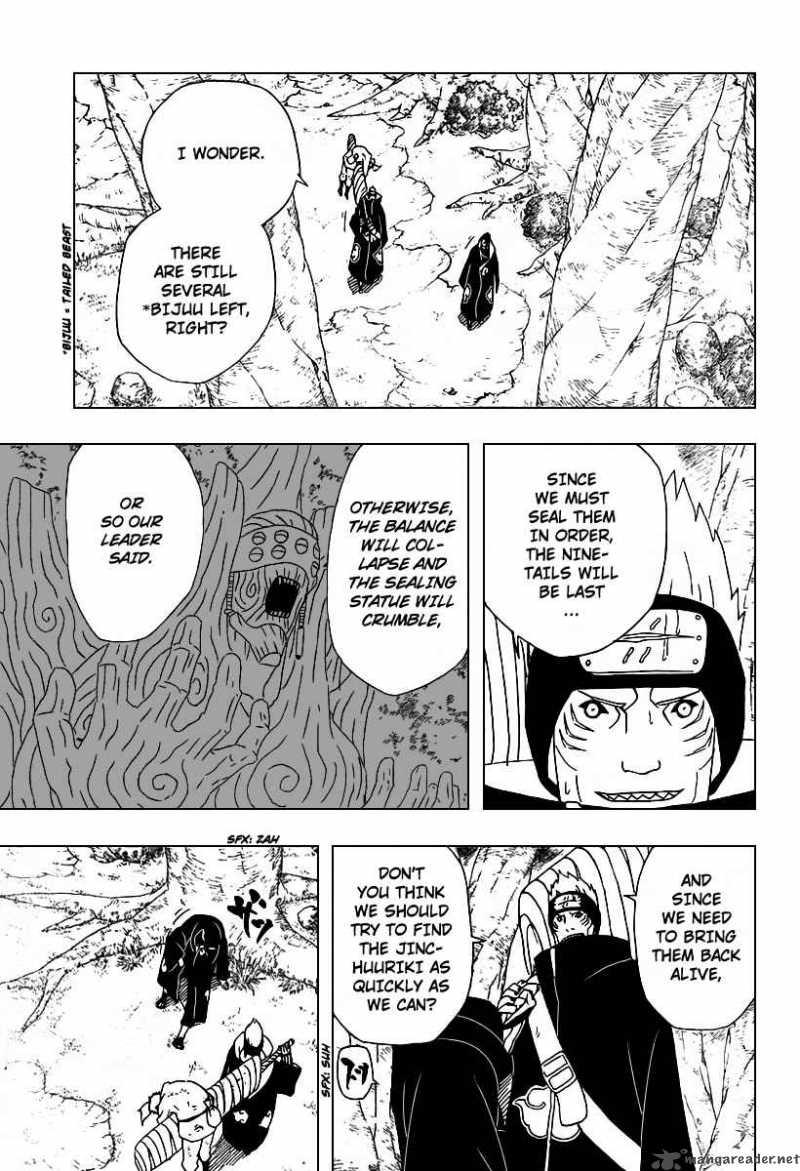 I WONDER.
THERE
ARE STILL
SEVERAL
*BIJUU LEFT,
RIGHT?
*BIJUU = TAILED BEAST
SINCE
WE MUST
SEAL THEM
IN ORDER,
THE NINE-
TAILS WILL
BE LAST
...
OTHERWISE,
THE BALANCE
WILL COL-
LAPSE AND
THE SEALING
STATUE WILL
CRUMBLE,
OR
SO OUR
LEADER
SAID.
AND
SINCE
WE NEED
TO BRING
THEM BACK
ALIVE,
DON'T
YOU THINK
WE SHOULD
TRY TO FIND
THE JINC-
HUURIKI AS
QUICKLY AS
WE CAN?
SFX: SUH
SFX: ZAH
ザッ
mangareader.net